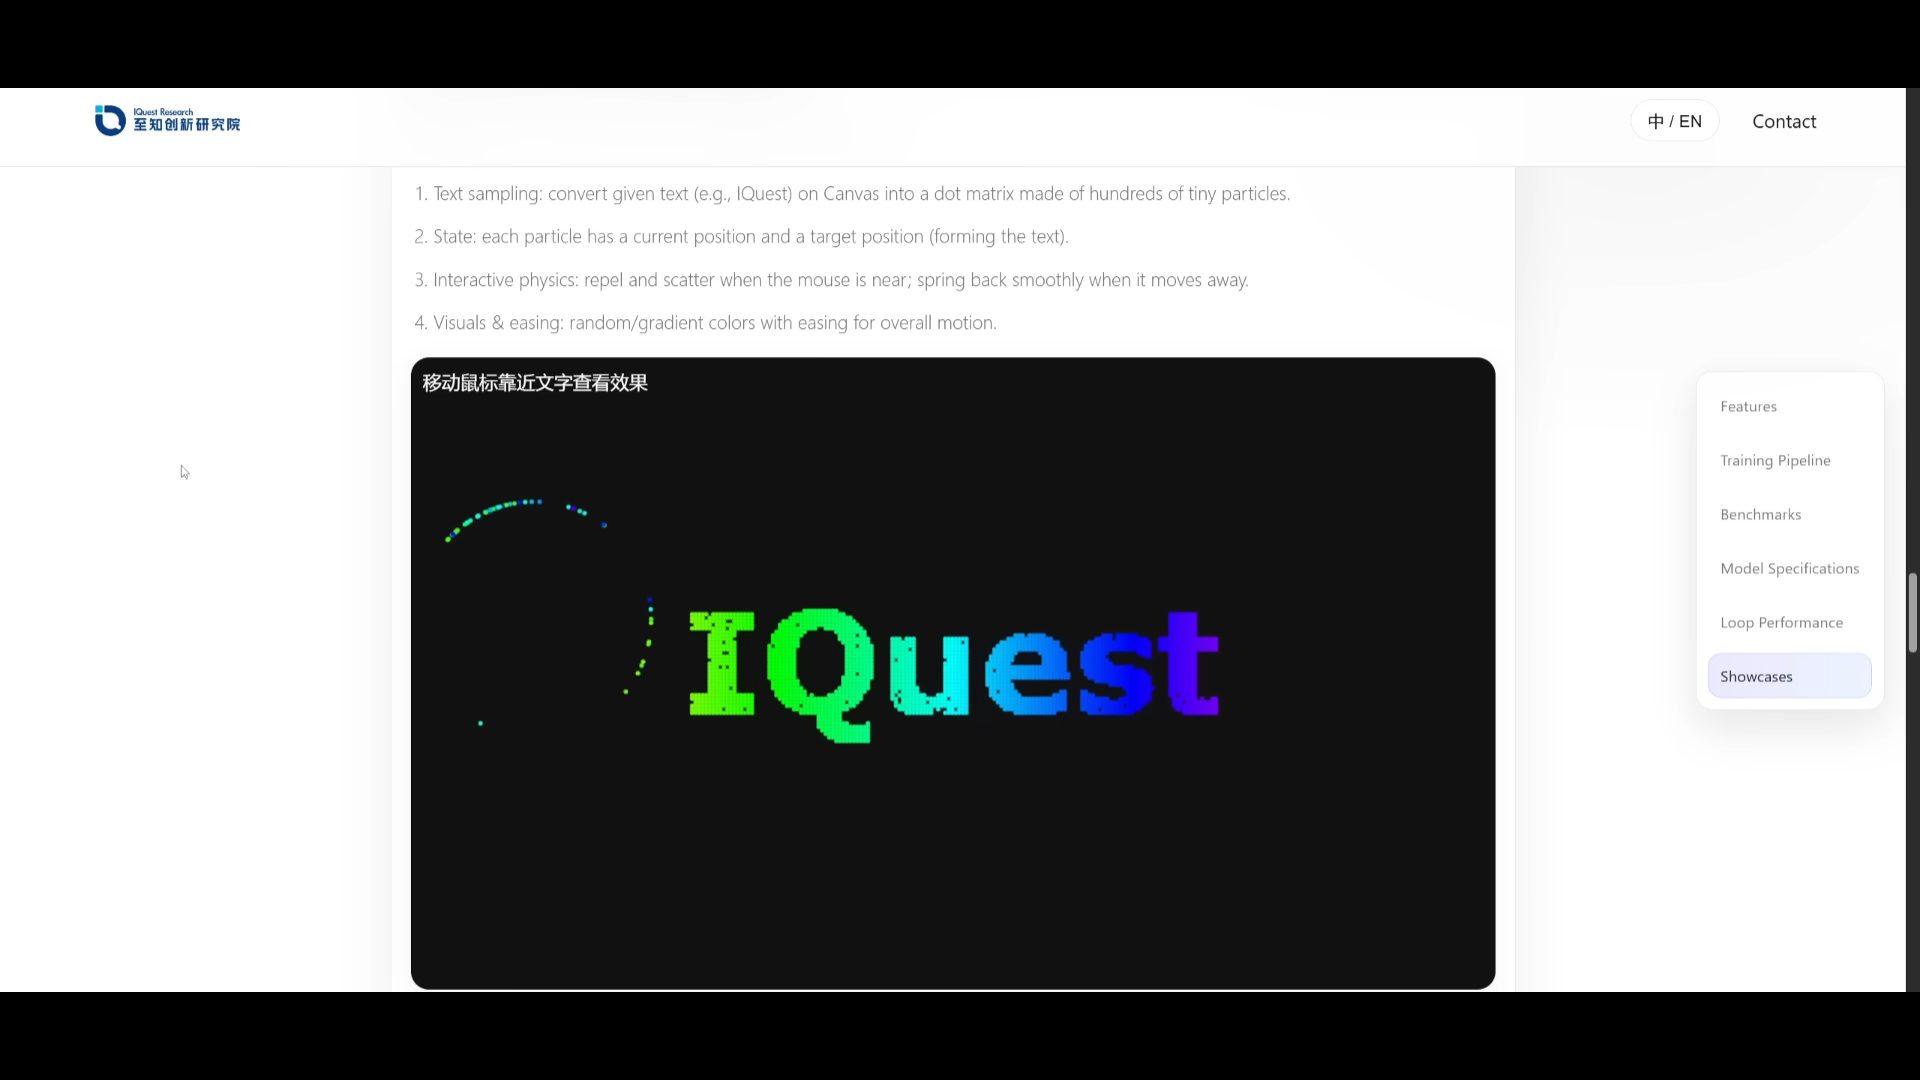 IQuest Research
至知创新研究院
中 / EN
Contact
1. Text sampling: convert given text (e.g., IQuest) on Canvas into a dot matrix made of hundreds of tiny particles.
2. State: each particle has a current position and a target position (forming the text).
3. Interactive physics: repel and scatter when the mouse is near; spring back smoothly when it moves away.
4. Visuals & easing: random/gradient colors with easing for overall motion.
移动鼠标靠近文字查看效果
IQuest
Features
Training Pipeline
Benchmarks
Model Specifications
Loop Performance
Showcases